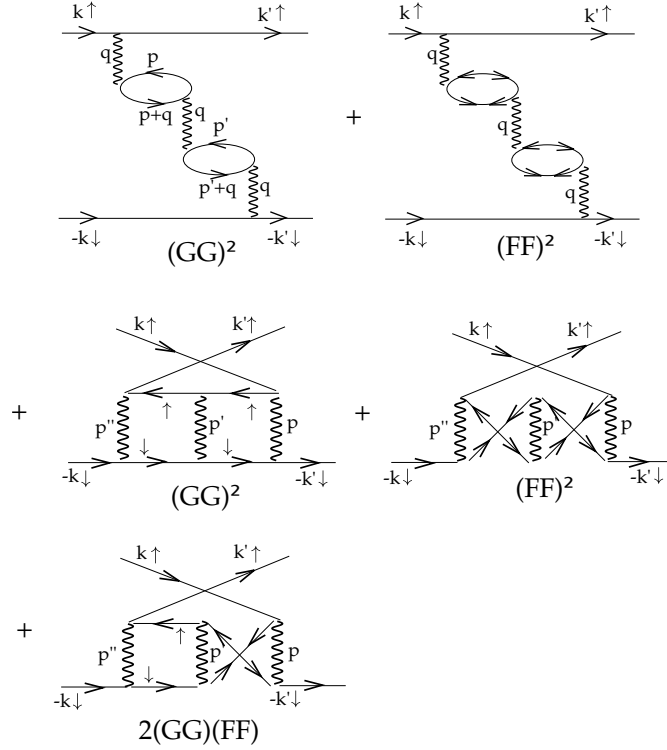 k↑ k'↑ k↑ k'↑
q p q
p+q q p' + q
p'+q q q
-k↓ -k'↓ -k↓ -k'↓
(GG)² (FF)²
k↑ k'↑ k↑ k'↑
+ ↑ ↑ +
p" p' p p" p' p
↓ ↓
-k↓ -k'↓ -k↓ -k'↓
(GG)² (FF)²
k↑ k'↑
+ ↑
p" p' p
↓
-k↓ -k'↓
2(GG)(FF)